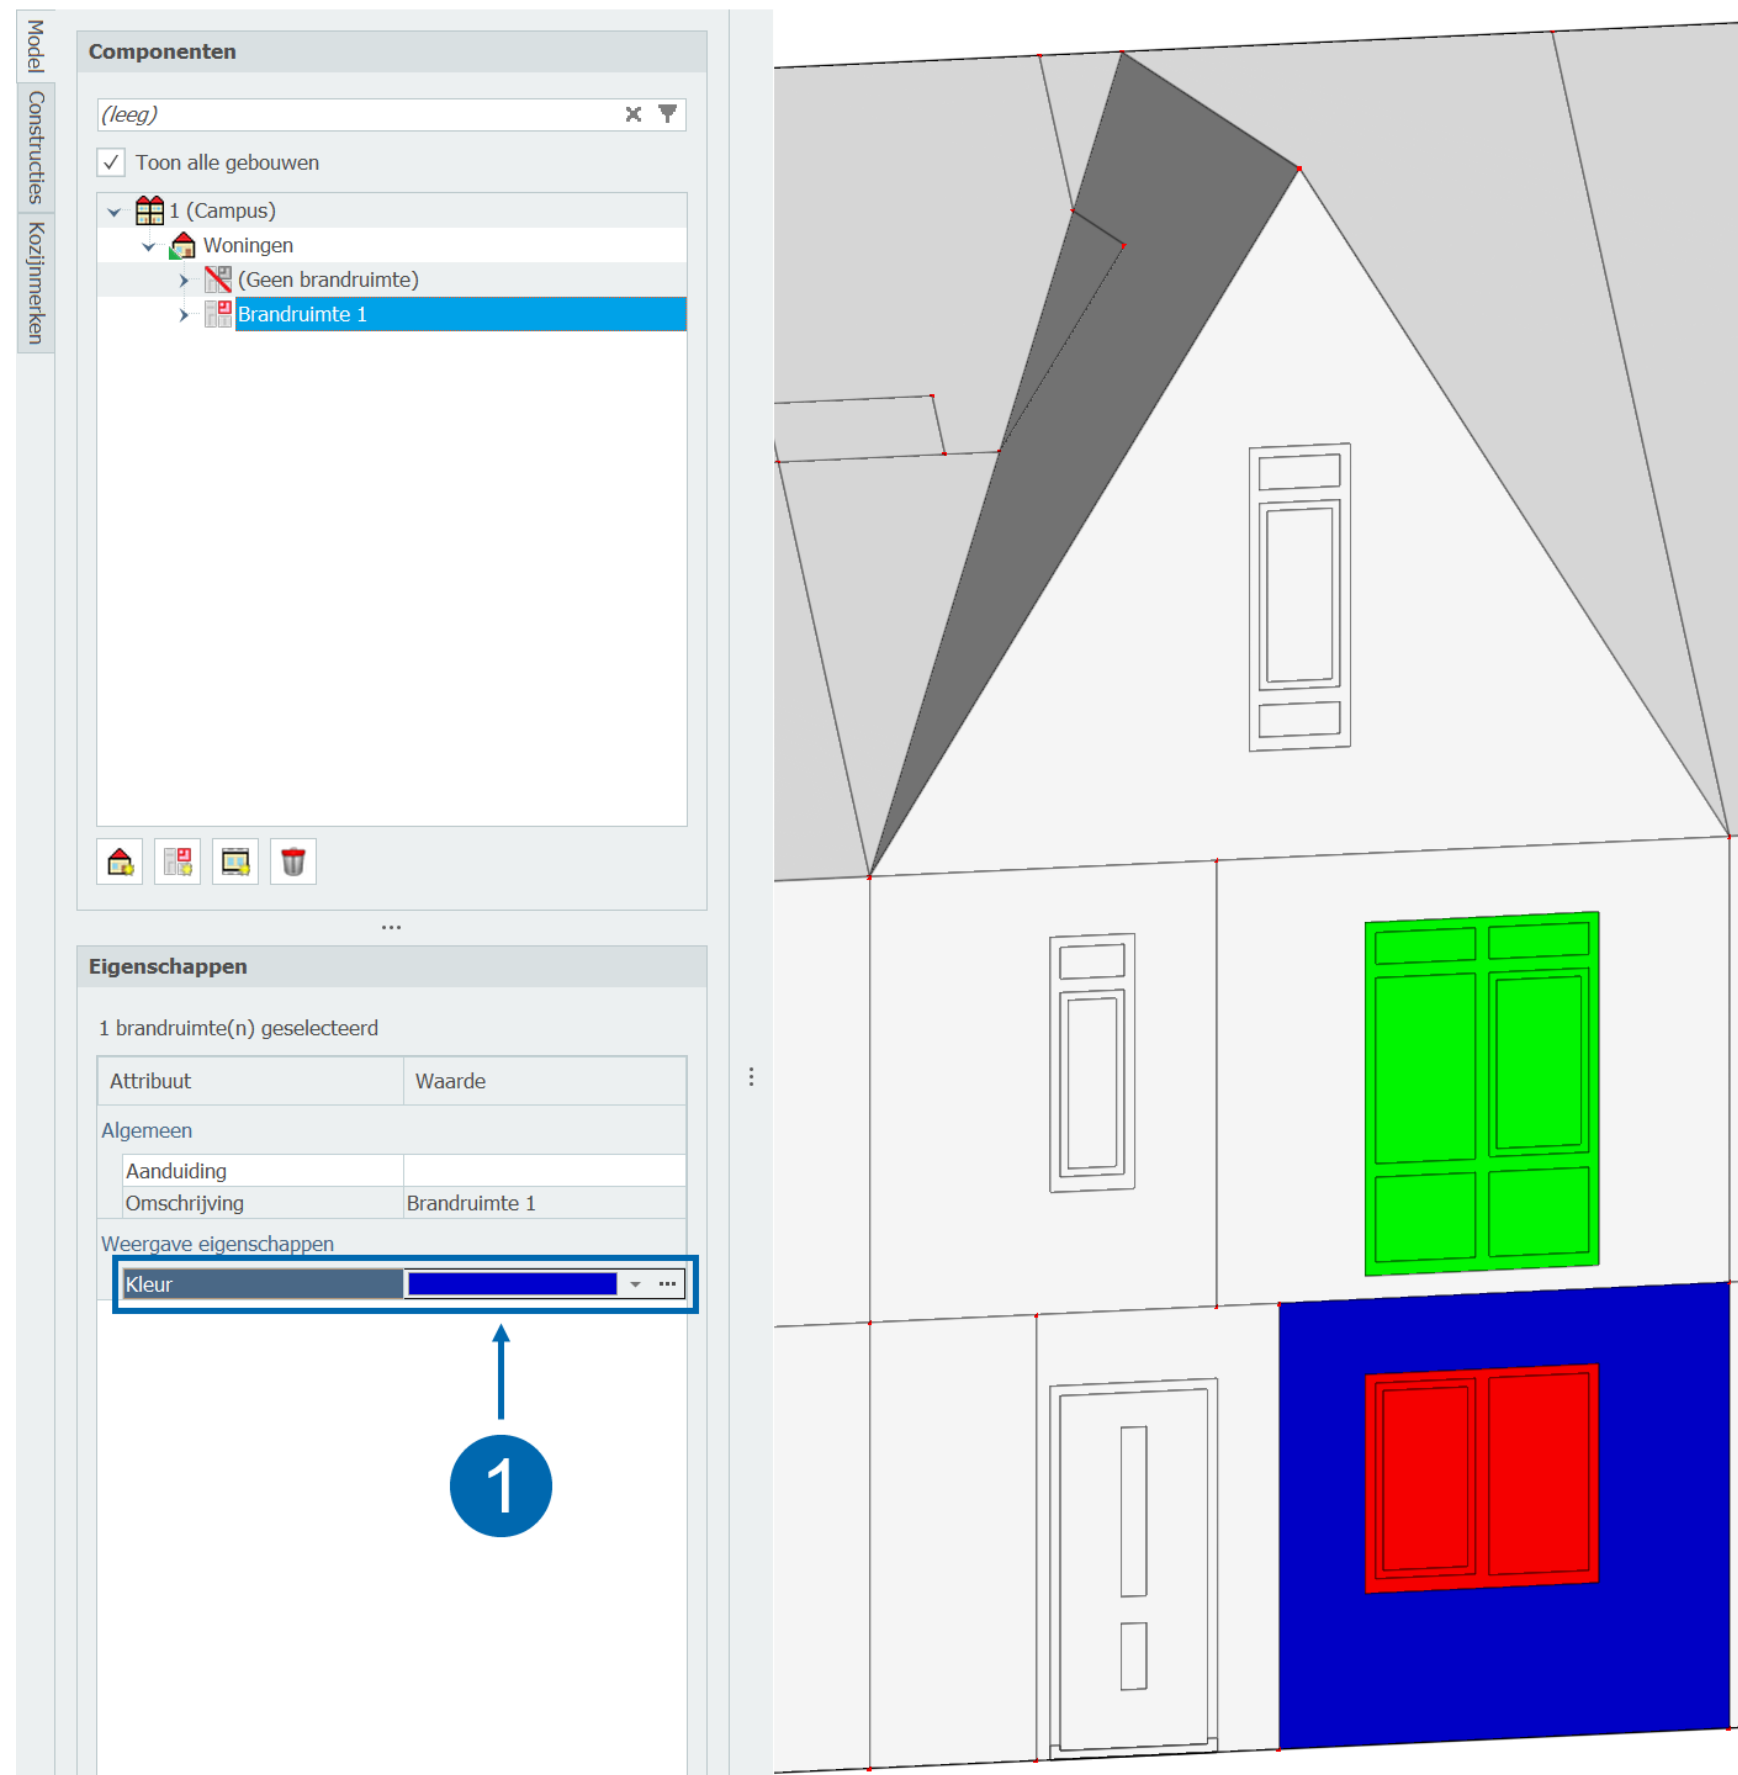 Model
Constructies
Kozijnmerken
Componenten
(leeg)
Toon alle gebouwen
1 (Campus)
Woningen
(Geen brandruimte)
Brandruimte 1
...
Eigenschappen
1 brandruimte(n) geselecteerd
Attribuut Waarde
Algemeen
Aanduiding
Omschrijving Brandruimte 1
Weergave eigenschappen
Kleur ...
1